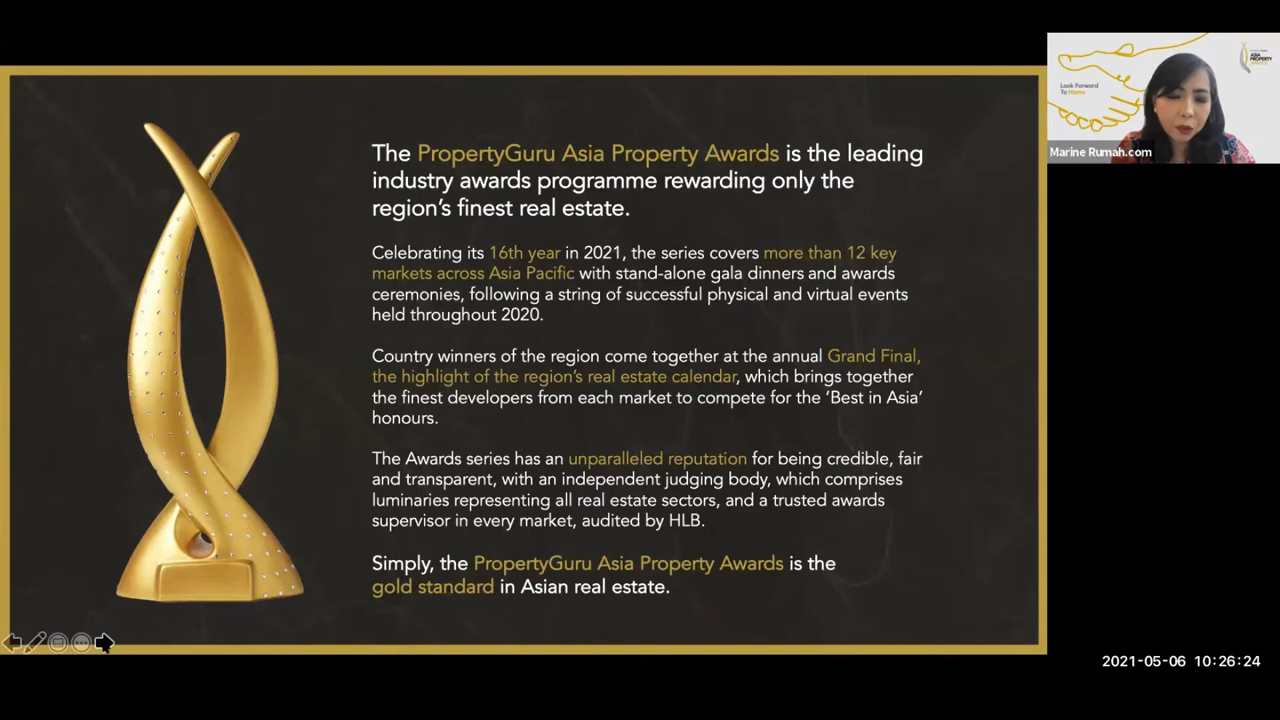 The PropertyGuru Asia Property Awards is the leading
industry awards programme rewarding only the
region's finest real estate.
Celebrating its 16th year in 2021, the series covers more than 12 key
markets across Asia Pacific with stand-alone gala dinners and awards
ceremonies, following a string of successful physical and virtual events
held throughout 2020.
Country winners of the region come together at the annual Grand Final,
the highlight of the region's real estate calendar, which brings together
the finest developers from each market to compete for the 'Best in Asia'
honours.
The Awards series has an unparalleled reputation for being credible, fair
and transparent, with an independent judging body, which comprises
luminaries representing all real estate sectors, and a trusted awards
supervisor in every market, audited by HLB.
Simply, the PropertyGuru Asia Property Awards is the
gold standard in Asian real estate.
Look Forward
To Home
ASIA
PROPERTY
Marine Rumah.com
2021-05-06 10:26:24